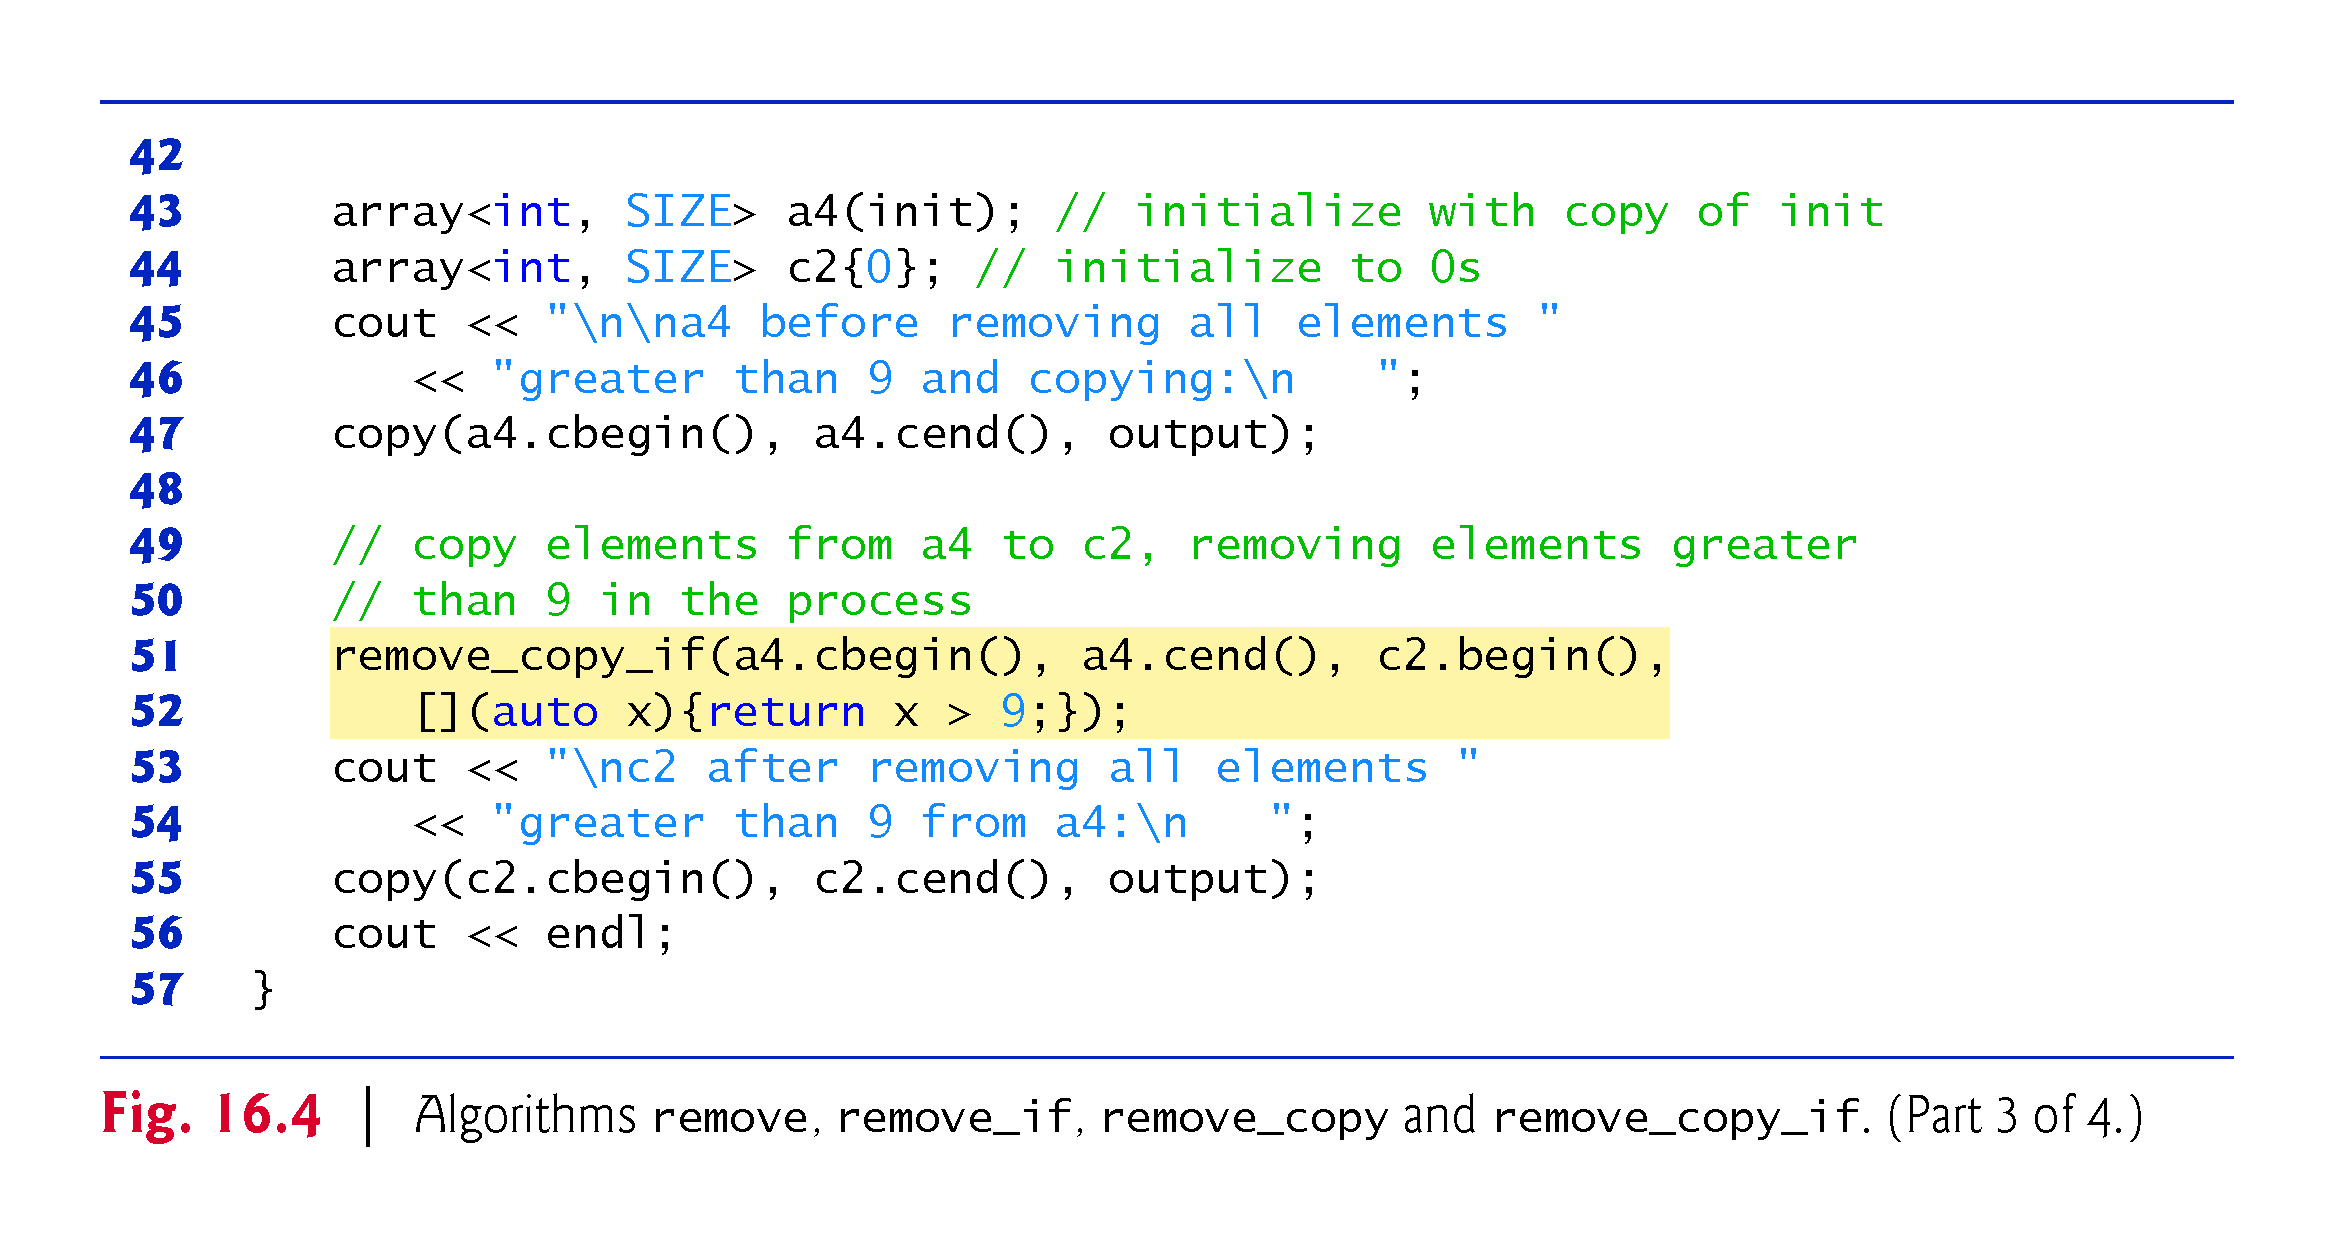 42
43 array<int, SIZE> a4(init); // initialize with copy of init
44 array<int, SIZE> c2{0}; // initialize to 0s
45 cout << "\n\na4 before removing all elements "
46 << "greater than 9 and copying:\n   ";
47 copy(a4.cbegin(), a4.cend(), output);
48
49 // copy elements from a4 to c2, removing elements greater
50 // than 9 in the process
51 remove_copy_if(a4.cbegin(), a4.cend(), c2.begin(),
52 [](auto x){return x > 9;});
53 cout << "\nc2 after removing all elements "
54 << "greater than 9 from a4:\n   ";
55 copy(c2.cbegin(), c2.cend(), output);
56 cout << endl;
57 }
Fig. 16.4 | Algorithms remove, remove_if, remove_copy and remove_copy_if. (Part 3 of 4.)